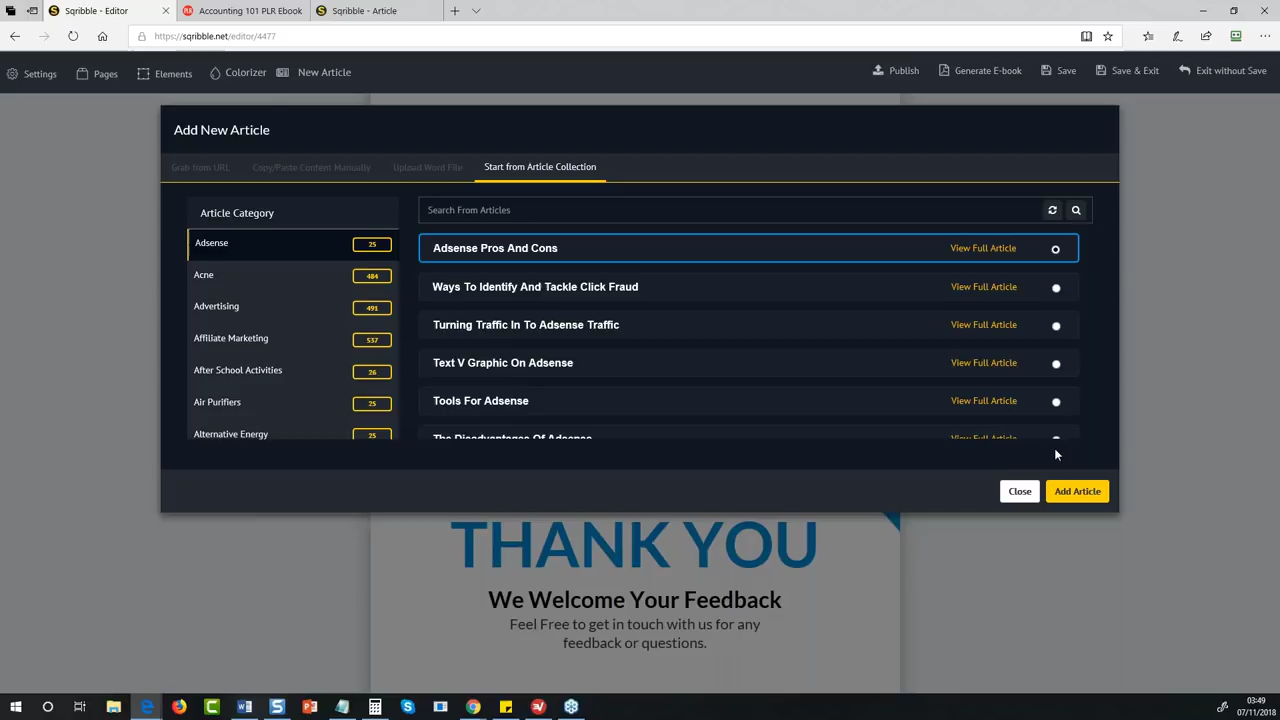 Sqribble - Editor
Accounting 101 PLR Ebook
Sqribble - Article
https://sqribble.net/editor/4477
Settings
Pages
Elements
Colorizer
New Article
Publish
Generate E-book
Save
Save & Exit
Exit without Save
Add New Article
Grab from URL
Copy/Paste Content Manually
Upload Word File
Start from Article Collection
Article Category
Search From Articles
Adsense 25
Acne 484
Advertising 491
Affiliate Marketing 537
After School Activities 26
Air Purifiers 25
Alternative Energy 25
Adsense Pros And Cons View Full Article
Ways To Identify And Tackle Click Fraud View Full Article
Turning Traffic In To Adsense Traffic View Full Article
Text V Graphic On Adsense View Full Article
Tools For Adsense View Full Article
The Disadvantages Of Adsense View Full Article
Close
Add Article
THANK YOU
We Welcome Your Feedback
Feel Free to get in touch with us for any
feedback or questions.
03:49
07/11/2018